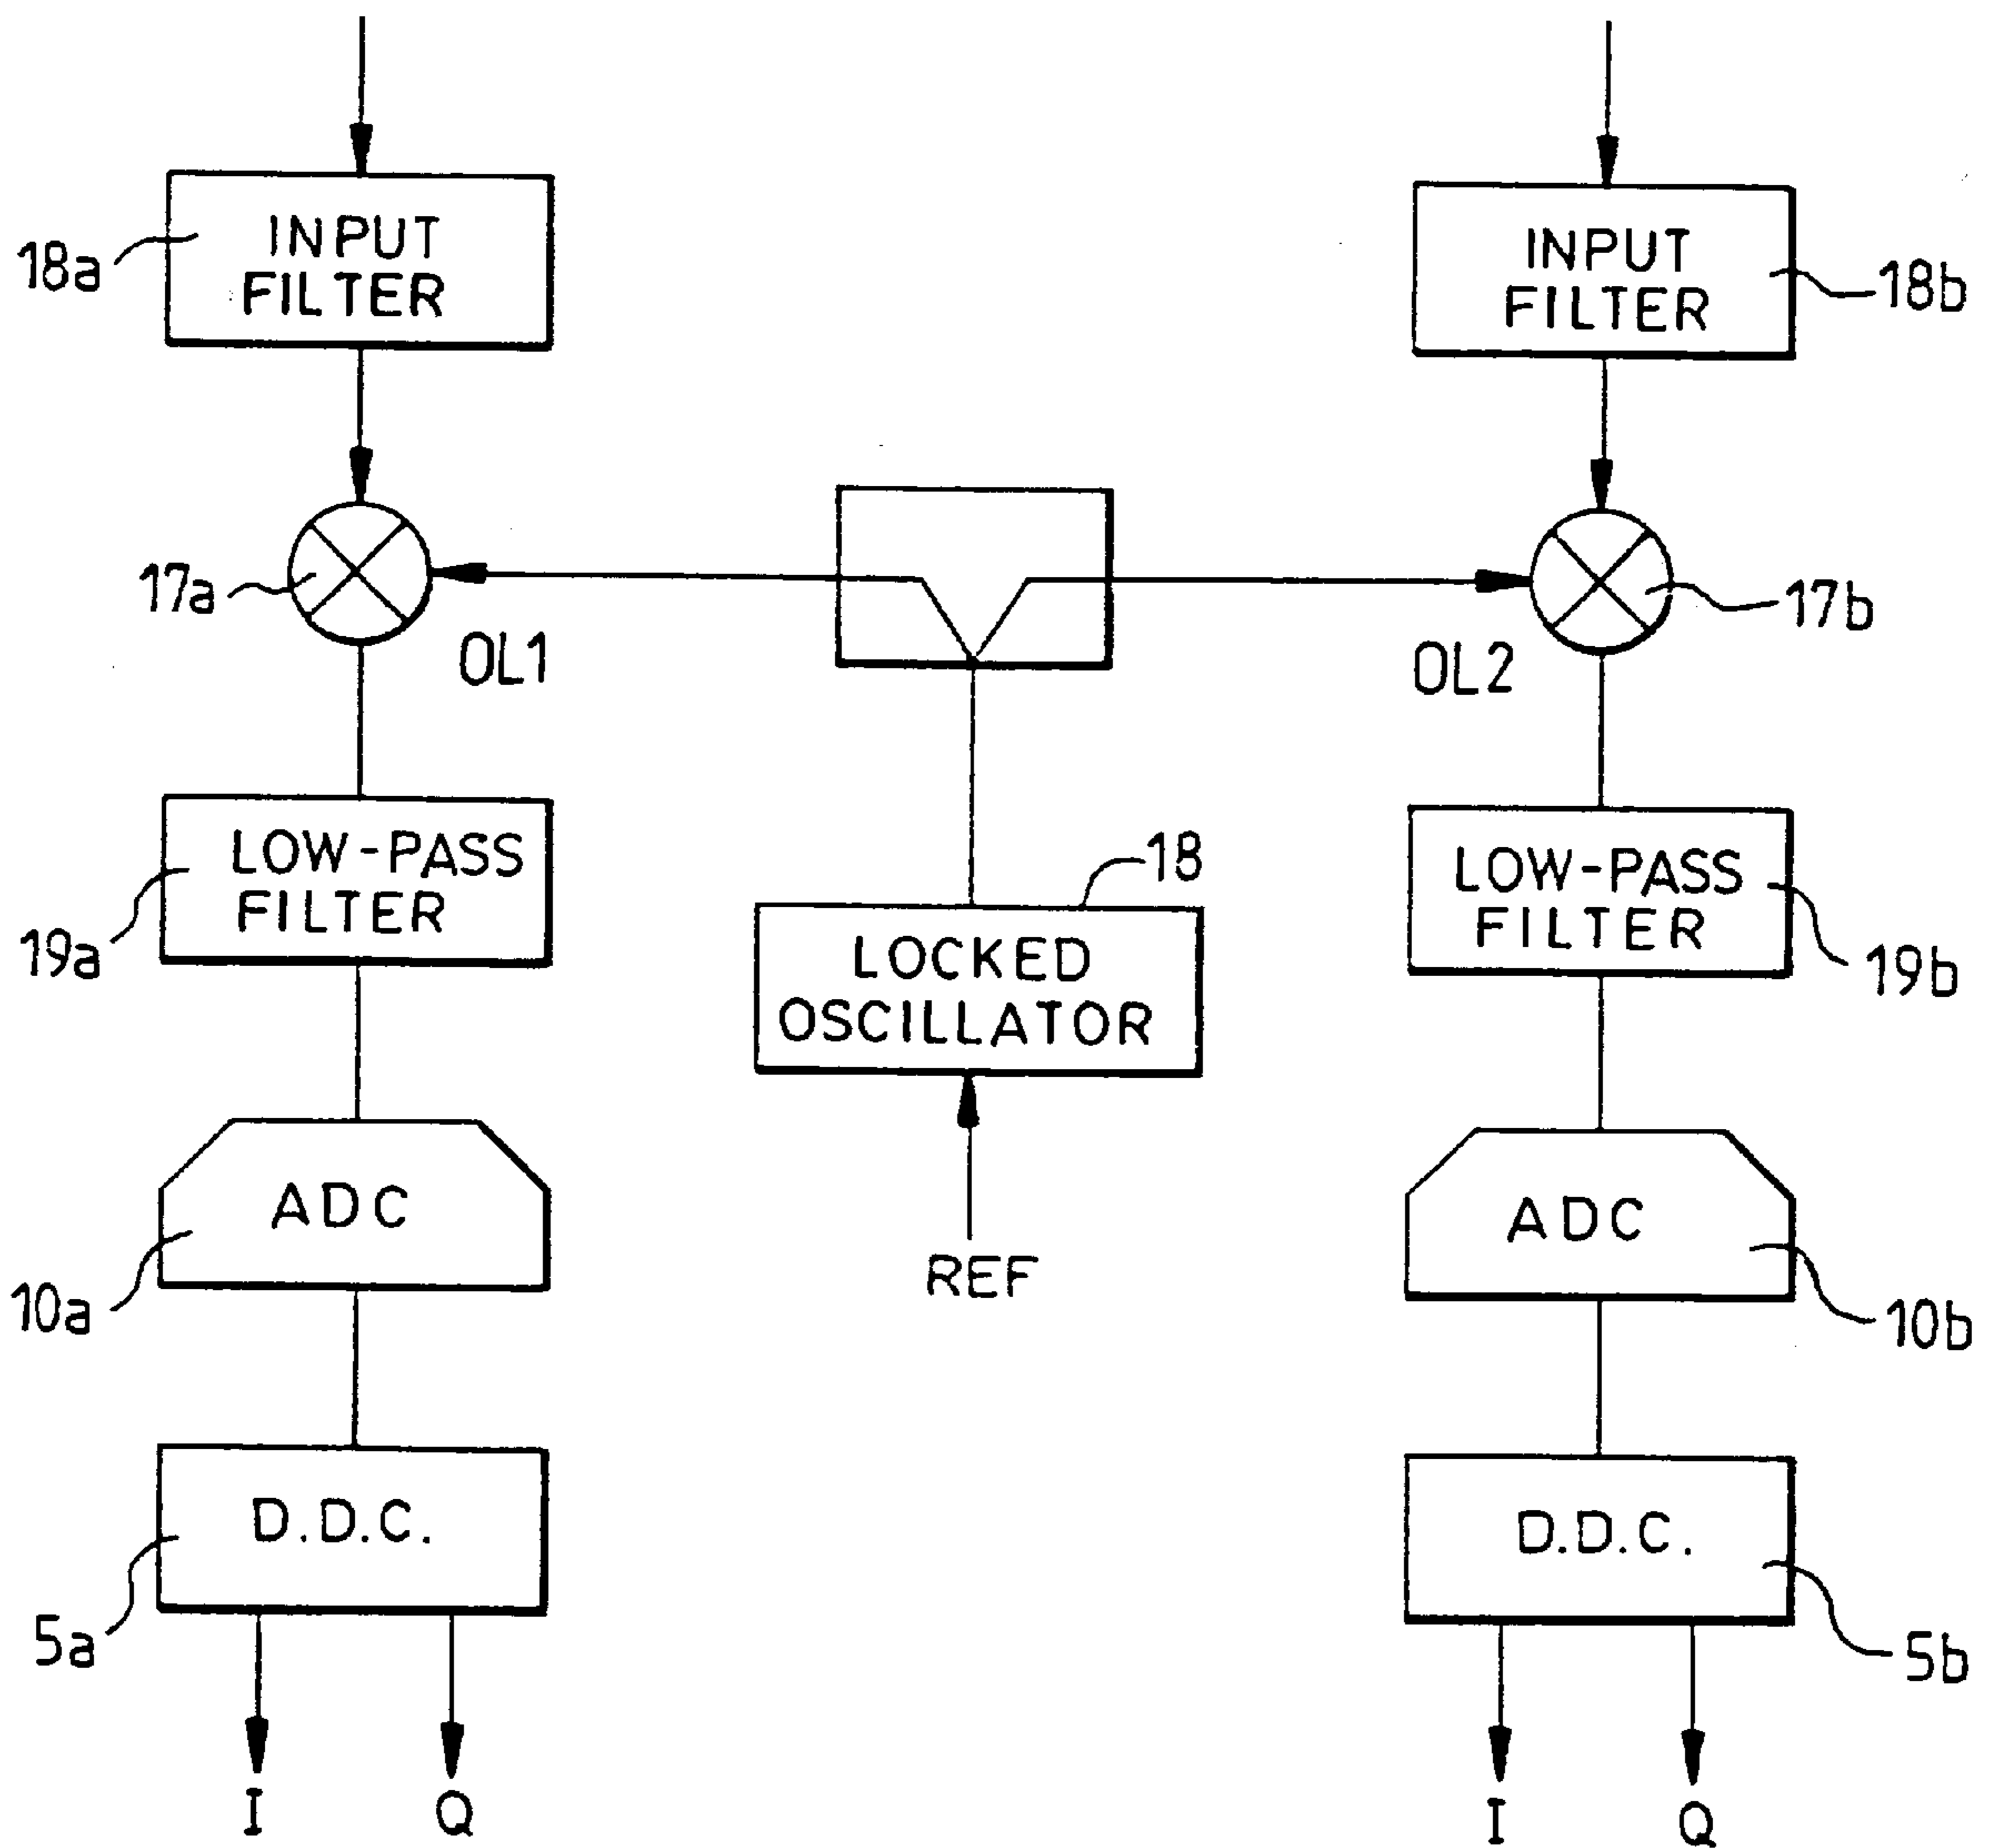 INPUT
FILTER
18a
INPUT
FILTER
18b
17a
OL1
OL2
17b
LOW-PASS
FILTER
19a
18
LOCKED
OSCILLATOR
REF
LOW-PASS
FILTER
19b
ADC
10a
ADC
10b
D.D.C.
5a
D.D.C.
5b
I
Q
I
Q